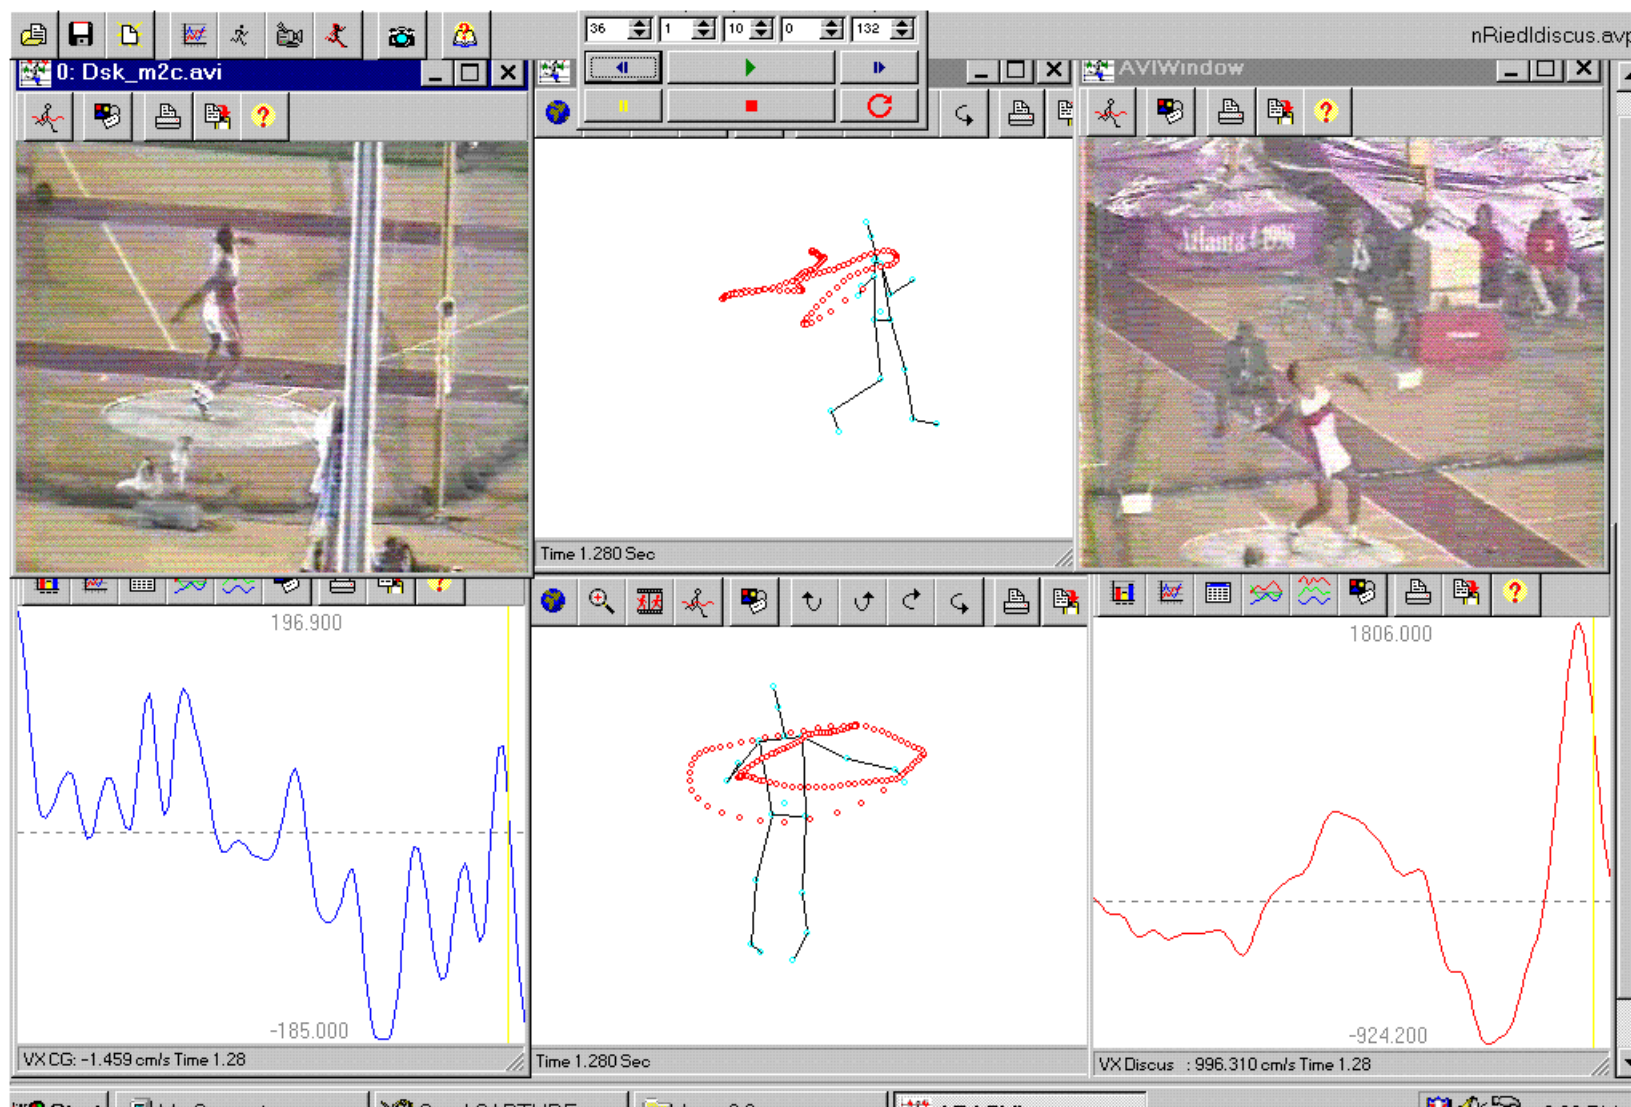 36 1 10 0 132
nRiedldiscus.avp
0: Dsk_m2c.avi
AVIWindow
Atlanta 1996
Time 1.280 Sec
196.900
-185.000
VX CG: -1.459 cm/s Time 1.28
Time 1.280 Sec
1806.000
-924.200
VX Discus : 996.310 cm/s Time 1.28